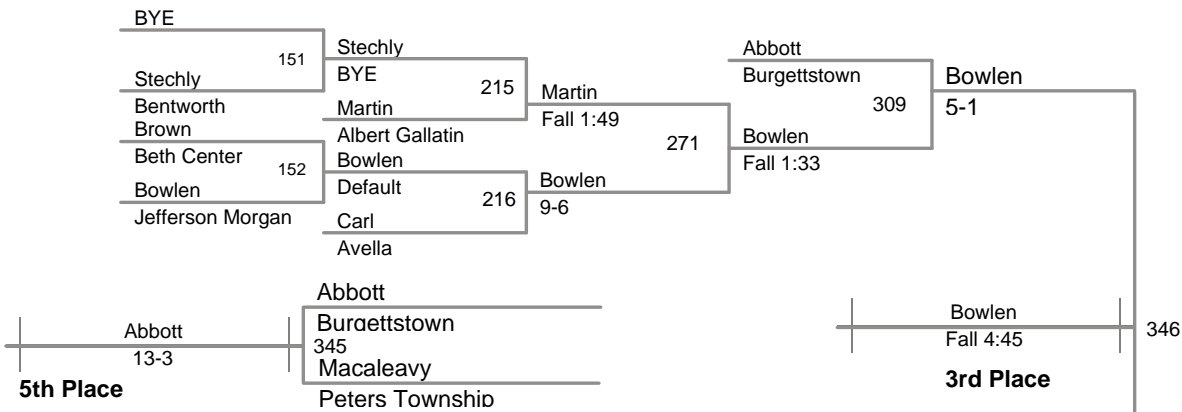 BYE
151
Stechly
Bentworth
Brown
Beth Center
152
Bowlen
Jefferson Morgan
Stechly
BYE
215
Martin
Albert Gallatin
Bowlen
Default
216
Carl
Avella
Martin
Fall 1:49
271
Bowlen
9-6
Abbott
Burgettstown
309
Bowlen
Fall 1:33
Bowlen
5-1
Abbott
Burgettstown
345
Macaleavy
Peters Township
Abbott
13-3
5th Place
Bowlen
Fall 4:45
346
3rd Place